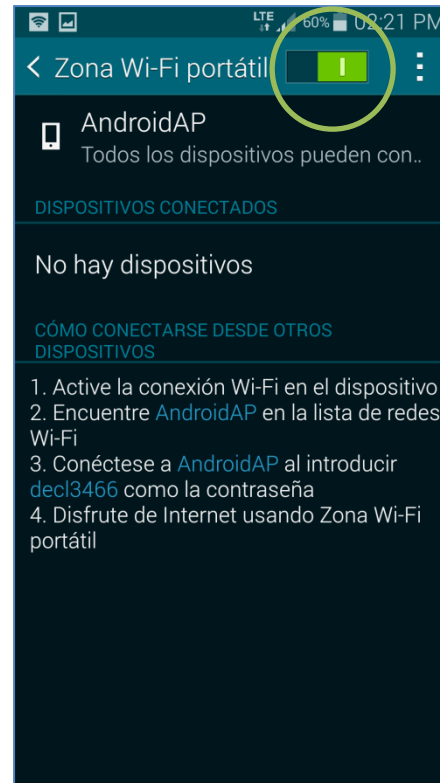 LTE 60% 02:21 PM
Zona Wi-Fi portátil
AndroidAP
Todos los dispositivos pueden con..
DISPOSITIVOS CONECTADOS
No hay dispositivos
CÓMO CONECTARSE DESDE OTROS
DISPOSITIVOS
1. Active la conexión Wi-Fi en el dispositivo
2. Encuentre AndroidAP en la lista de redes
Wi-Fi
3. Conéctese a AndroidAP al introducir
decl3466 como la contraseña
4. Disfrute de Internet usando Zona Wi-Fi
portátil